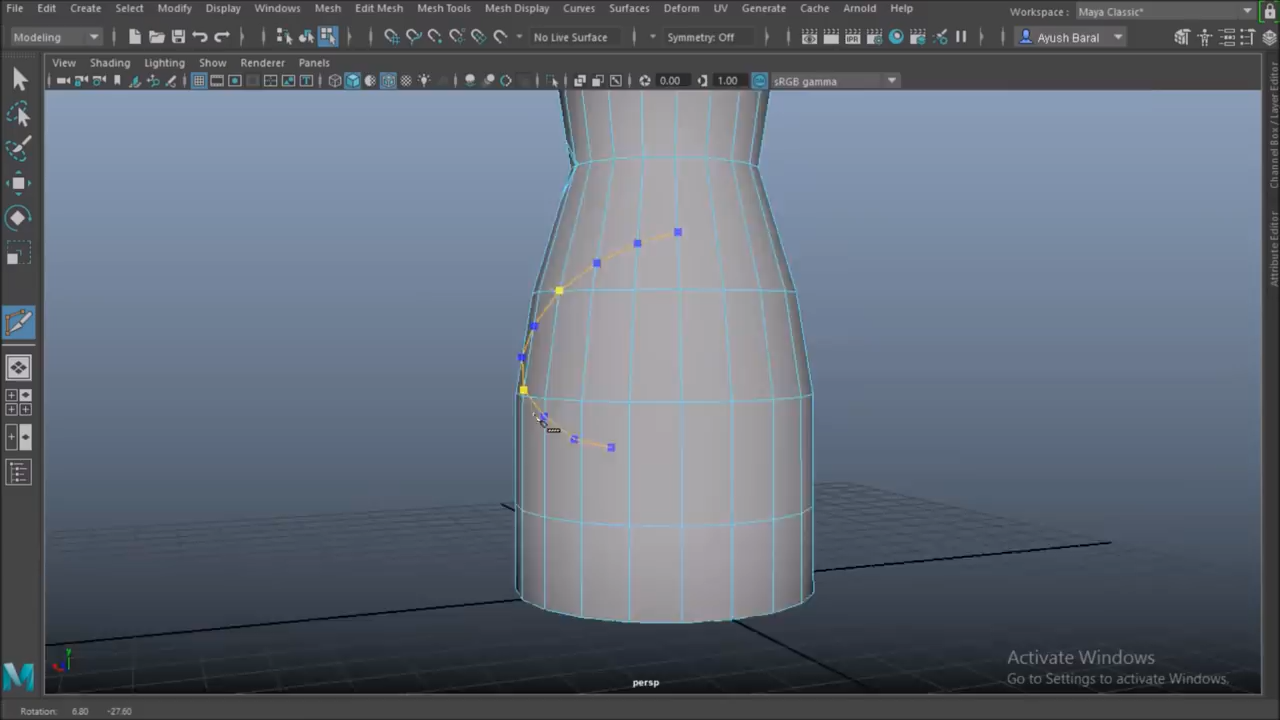 File Edit Create Select Modify Display Windows Mesh Edit Mesh Mesh Tools Mesh Display Curves Surfaces Deform UV Generate Cache Arnold Help Workspace : Maya Classic*
Modeling No Live Surface Symmetry: Off Ayush Baral
View Shading Lighting Show Renderer Panels
0.00 1.00 sRGB gamma
Channel Box / Layer Editor
Attribute Editor
persp
Activate Windows
Go to Settings to activate Windows.
Rotation: 6.80 -27.60